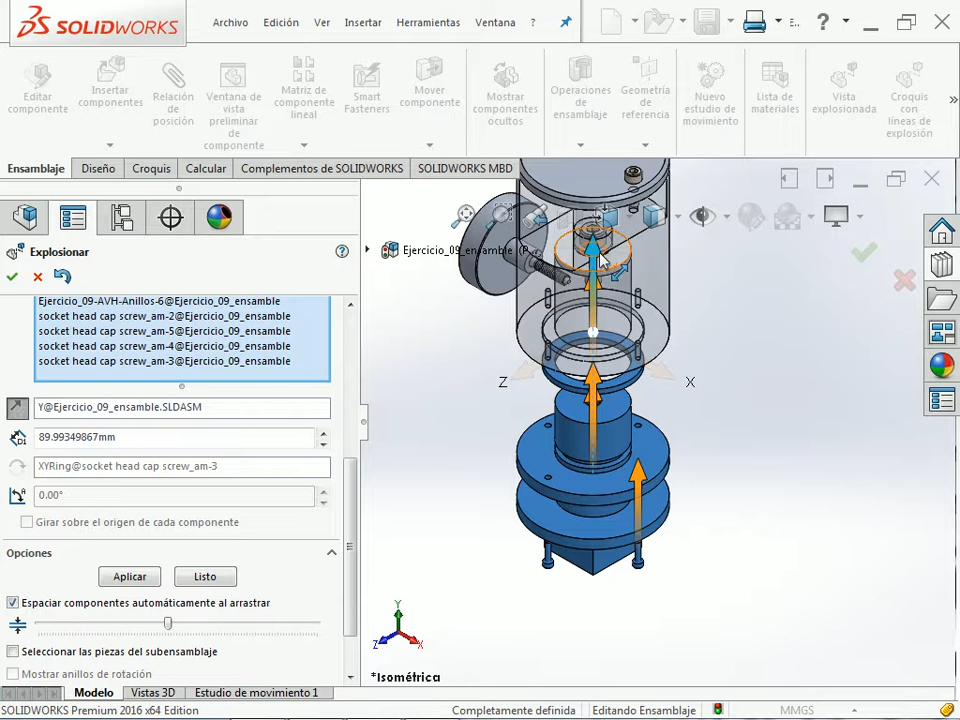 SOLIDWORKS
Archivo Edición Ver Insertar Herramientas Ventana ?
E.. ?
Editar componente
Insertar componentes
Relación de posición
Ventana de vista preliminar de componente
Matriz de componente lineal
Smart Fasteners
Mover componente
Mostrar componentes ocultos
Operaciones de ensamblaje
Geometría de referencia
Nuevo estudio de movimiento
Lista de materiales
Vista explosionada
Croquis con líneas de explosión
»
Ensamblaje Diseño Croquis Calcular Complementos de SOLIDWORKS SOLIDWORKS MBD
Explosionar
Ejercicio_09_ensamble (P...
Ejercicio_09-AVH-Anillos-6@Ejercicio_09_ensamble
socket head cap screw_am-2@Ejercicio_09_ensamble
socket head cap screw_am-5@Ejercicio_09_ensamble
socket head cap screw_am-4@Ejercicio_09_ensamble
socket head cap screw_am-3@Ejercicio_09_ensamble
Z X
Y@Ejercicio_09_ensamble.SLDASM
89.99349867mm
XYRing@socket head cap screw_am-3
0.00°
Girar sobre el origen de cada componente
Opciones
Aplicar Listo
Espaciar componentes automáticamente al arrastrar
Seleccionar las piezas del subensamblaje
Mostrar anillos de rotación
Y
Z X
*Isométrica
Modelo Vistas 3D Estudio de movimiento 1
SOLIDWORKS Premium 2016 x64 Edition Completamente definida Editando Ensamblaje MMGS